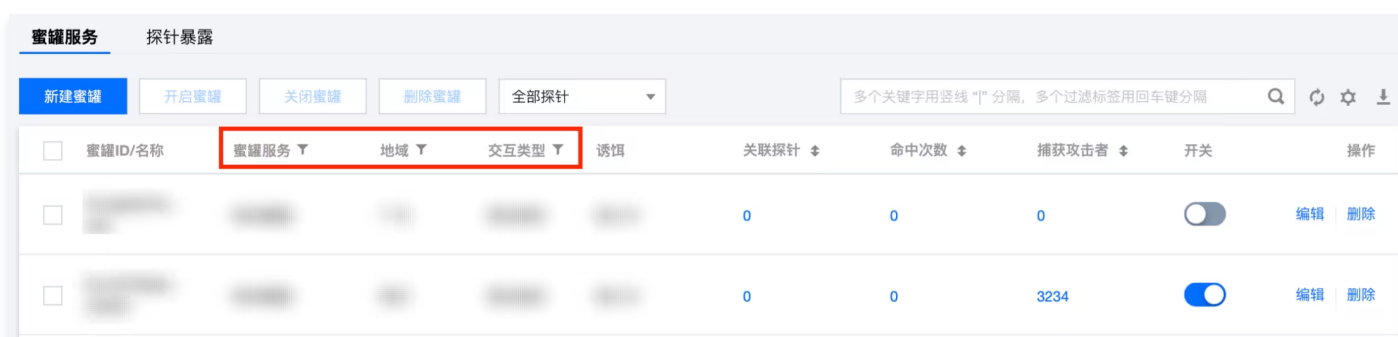 蜜罐服务 探针暴露
新建蜜罐 开启蜜罐 关闭蜜罐 删除蜜罐 全部探针 多个关键字用竖线 "|" 分隔，多个过滤标签用回车键分隔
蜜罐ID/名称 蜜罐服务 地域 交互类型 诱饵 关联探针 命中次数 捕获攻击者 开关 操作
0 0 0 编辑 删除
0 0 3234 编辑 删除